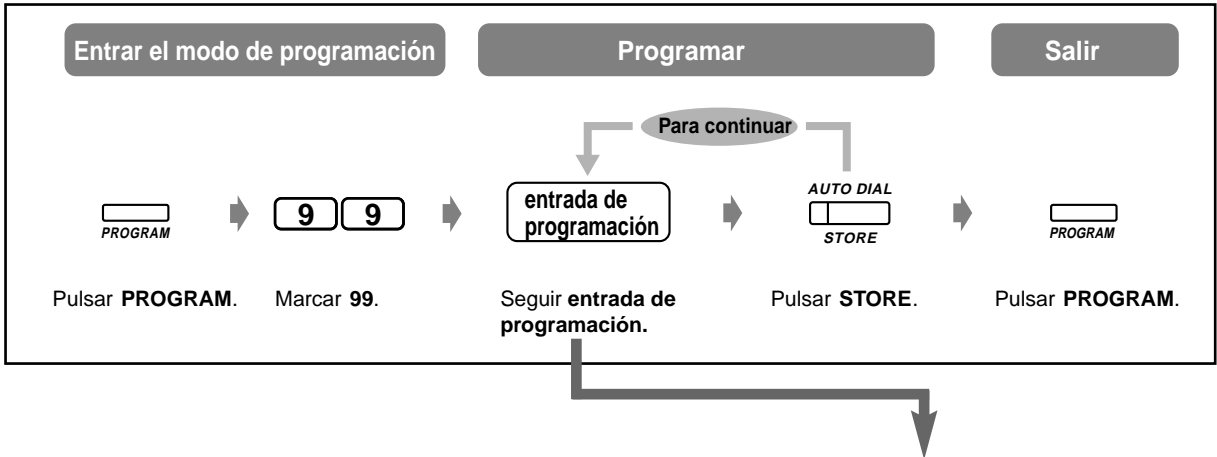 Entrar el modo de programación
Programar
Salir
Para continuar
PROGRAM
9 9
entrada de
programación
AUTO DIAL
STORE
PROGRAM
Pulsar PROGRAM.
Marcar 99.
Seguir entrada de
programación.
Pulsar STORE.
Pulsar PROGRAM.